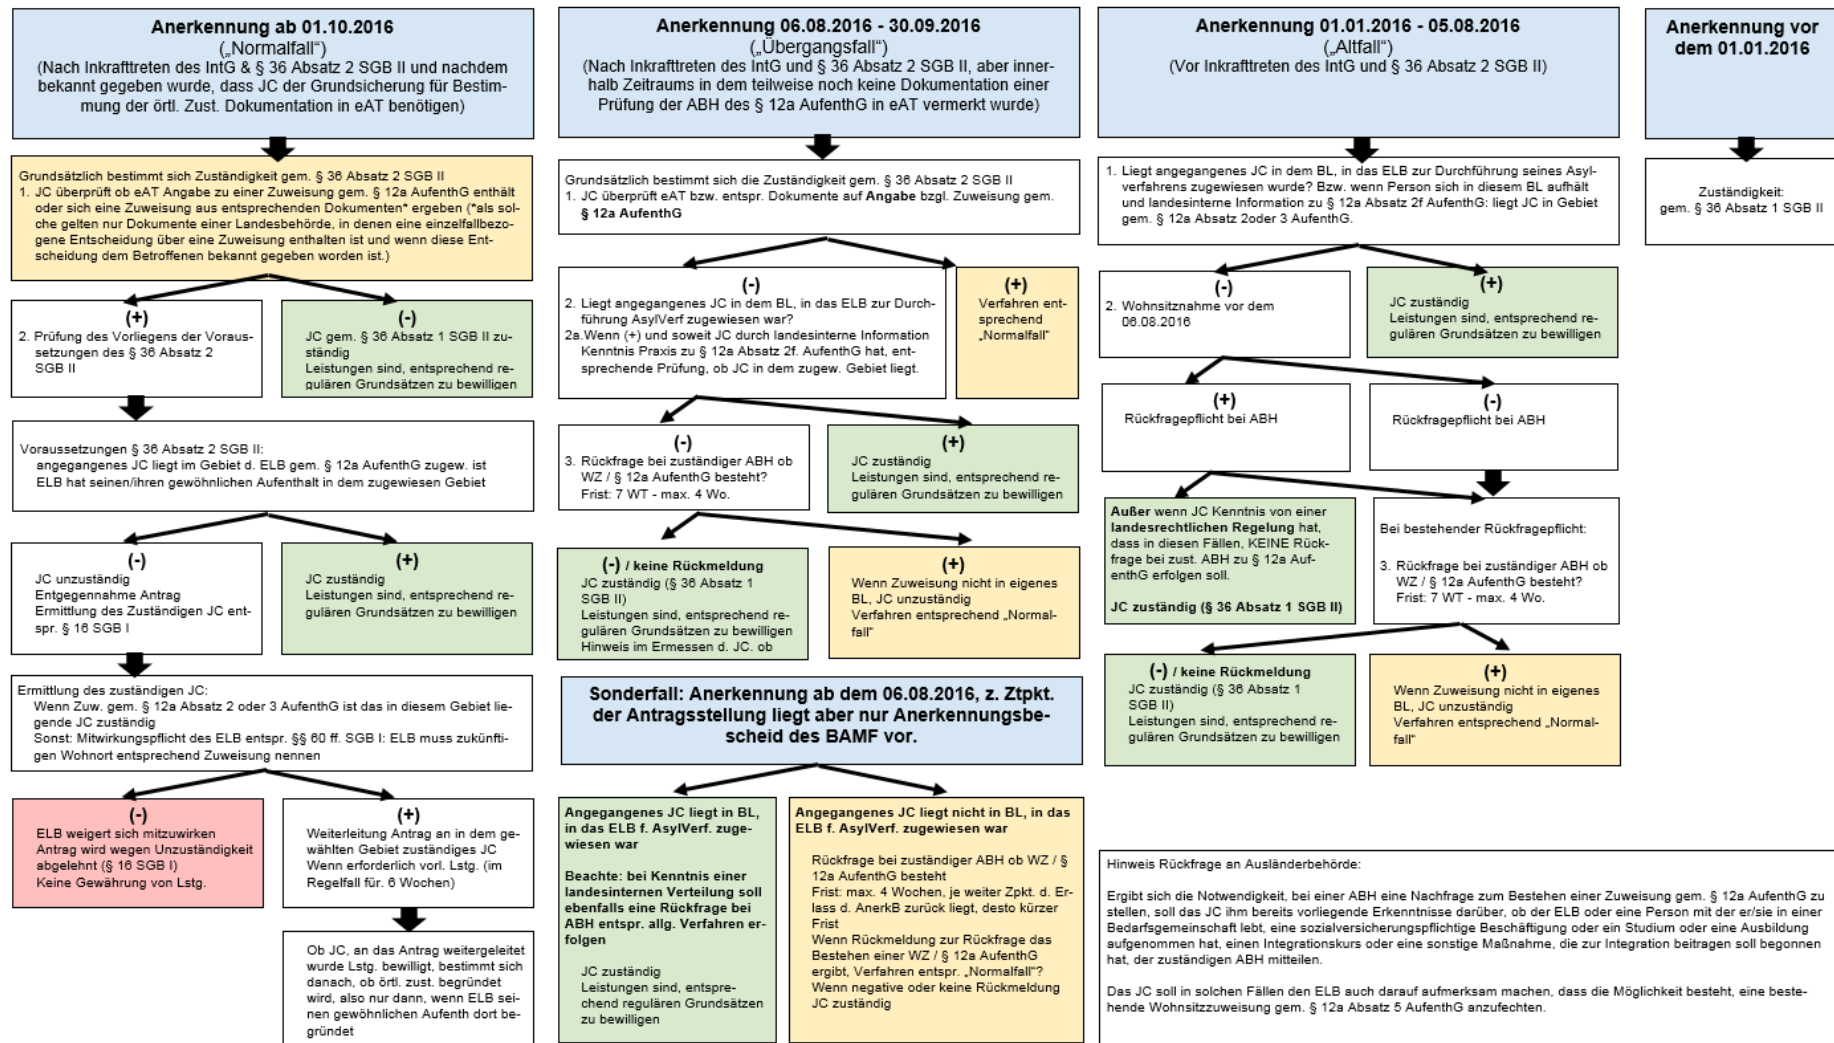 Anerkennung ab 01.10.2016
(„Normalfall“)
(Nach Inkrafttreten des IntG & § 36 Absatz 2 SGB II und nachdem
bekannt gegeben wurde, dass JC der Grundsicherung für Bestim-
mung der örtl. Zust. Dokumentation in eAT benötigen)
Grundsätzlich bestimmt sich Zuständigkeit gem. § 36 Absatz 2 SGB II
1. JC überprüft ob eAT Angabe zu einer Zuweisung gem. § 12a AufenthG enthält
oder sich eine Zuweisung aus entsprechenden Dokumenten* ergeben (*als sol-
che gelten nur Dokumente einer Landesbehörde, in denen eine einzelfallbezo-
gene Entscheidung über eine Zuweisung enthalten ist und wenn diese Ent-
scheidung dem Betroffenen bekannt gegeben worden ist.)
(+)
2. Prüfung des Vorliegens der Voraus-
setzungen des § 36 Absatz 2
SGB II
(-)
JC gem. § 36 Absatz 1 SGB II zu-
ständig
Leistungen sind, entsprechend re-
gulären Grundsätzen zu bewilligen
Voraussetzungen § 36 Absatz 2 SGB II:
angegangenes JC liegt im Gebiet d. ELB gem. § 12a AufenthG zugew. ist
ELB hat seinen/ihren gewöhnlichen Aufenthalt in dem zugewiesen Gebiet
(-)
JC unzuständig
Entgegennahme Antrag
Ermittlung des Zuständigen JC ent-
spr. § 16 SGB I
(+)
JC zuständig
Leistungen sind, entsprechend re-
gulären Grundsätzen zu bewilligen
Ermittlung des zuständigen JC:
Wenn Zuw. gem. § 12a Absatz 2 oder 3 AufenthG ist das in diesem Gebiet lie-
gende JC zuständig
Sonst: Mitwirkungspflicht des ELB entspr. §§ 60 ff. SGB I: ELB muss zukünfti-
gen Wohnort entsprechend Zuweisung nennen
(-)
ELB weigert sich mitzuwirken
Antrag wird wegen Unzuständigkeit
abgelehnt (§ 16 SGB I)
Keine Gewährung von Lstg.
(+)
Weiterleitung Antrag an in dem ge-
wählten Gebiet zuständiges JC
Wenn erforderlich vorl. Lstg. (im
Regelfall für. 6 Wochen)
Ob JC, an das Antrag weitergeleitet
wurde Lstg. bewilligt, bestimmt sich
danach, ob örtl. zust. begründet
wird, also nur dann, wenn ELB sei-
nen gewöhnlichen Aufenth dort be-
gründet
Anerkennung 06.08.2016 - 30.09.2016
(„Übergangsfall“)
(Nach Inkrafttreten des IntG und § 36 Absatz 2 SGB II, aber inner-
halb Zeitraums in dem teilweise noch keine Dokumentation einer
Prüfung der ABH des § 12a AufenthG in eAT vermerkt wurde)
Grundsätzlich bestimmt sich die Zuständigkeit gem. § 36 Absatz 2 SGB II
1. JC überprüft eAT bzw. entspr. Dokumente auf Angabe bzgl. Zuweisung gem.
§ 12a AufenthG
(-)
2. Liegt angegangenes JC in dem BL, in das ELB zur Durch-
führung AsylVerf zugewiesen war?
2a.Wenn (+) und soweit JC durch landesinterne Information
Kenntnis Praxis zu § 12a Absatz 2f. AufenthG hat, ent-
sprechende Prüfung, ob JC in dem zugew. Gebiet liegt.
(+)
Verfahren ent-
sprechend
„Normalfall“
(-)
3. Rückfrage bei zuständiger ABH ob
WZ / § 12a AufenthG besteht?
Frist: 7 WT - max. 4 Wo.
(+)
JC zuständig
Leistungen sind, entsprechend re-
gulären Grundsätzen zu bewilligen
(-) / keine Rückmeldung
JC zuständig (§ 36 Absatz 1
SGB II)
Leistungen sind, entsprechend re-
gulären Grundsätzen zu bewilligen
Hinweis im Ermessen d. JC. ob
(+)
Wenn Zuweisung nicht in eigenes
BL, JC unzuständig
Verfahren entsprechend „Normal-
fall“
Sonderfall: Anerkennung ab dem 06.08.2016, z. Ztpkt.
der Antragsstellung liegt aber nur Anerkennungsbe-
scheid des BAMF vor.
Angegangenes JC liegt in BL,
in das ELB f. AsylVerf. zuge-
wiesen war
Beachte: bei Kenntnis einer
landesinternen Verteilung soll
ebenfalls eine Rückfrage bei
ABH entspr. allg. Verfahren er-
folgen
JC zuständig
Leistungen sind, entspre-
chend regulären Grundsätzen
zu bewilligen
Angegangenes JC liegt nicht in BL, in das
ELB f. AsylVerf. zugewiesen war
Rückfrage bei zuständiger ABH ob WZ / §
12a AufenthG besteht
Frist: max. 4 Wochen, je weiter Zpkt. d. Er-
lass d. AnerkB zurück liegt, desto kürzer
Frist
Wenn Rückmeldung zur Rückfrage das
Bestehen einer WZ / § 12a AufenthG
ergibt, Verfahren entspr. „Normalfall“?
Wenn negative oder keine Rückmeldung
JC zuständig
Anerkennung 01.01.2016 - 05.08.2016
(„Altfall“)
(Vor Inkrafttreten des IntG und § 36 Absatz 2 SGB II)
1. Liegt angegangenes JC in dem BL, in das ELB zur Durchführung seines Asyl-
verfahrens zugewiesen wurde? Bzw. wenn Person sich in diesem BL aufhält
und landesinterne Information zu § 12a Absatz 2f AufenthG: liegt JC in Gebiet
gem. § 12a Absatz 2oder 3 AufenthG.
(-)
2. Wohnsitznahme vor dem
06.08.2016
(+)
JC zuständig
Leistungen sind, entsprechend re-
gulären Grundsätzen zu bewilligen
(+)
Rückfragepflicht bei ABH
(-)
Rückfragepflicht bei ABH
Außer wenn JC Kenntnis von einer
landesrechtlichen Regelung hat,
dass in diesen Fällen, KEINE Rück-
frage bei zust. ABH zu § 12a Auf-
enthG erfolgen soll.
JC zuständig (§ 36 Absatz 1 SGB II)
Bei bestehender Rückfragepflicht:
3. Rückfrage bei zuständiger ABH ob
WZ / § 12a AufenthG besteht?
Frist: 7 WT - max. 4 Wo.
(-) / keine Rückmeldung
JC zuständig (§ 36 Absatz 1
SGB II)
Leistungen sind, entsprechend re-
gulären Grundsätzen zu bewilligen
(+)
Wenn Zuweisung nicht in eigenes
BL, JC unzuständig
Verfahren entsprechend „Normal-
fall“
Anerkennung vor
dem 01.01.2016
Zuständigkeit:
gem. § 36 Absatz 1 SGB II
Hinweis Rückfrage an Ausländerbehörde:
Ergibt sich die Notwendigkeit, bei einer ABH eine Nachfrage zum Bestehen einer Zuweisung gem. § 12a AufenthG zu
stellen, soll das JC ihm bereits vorliegende Erkenntnisse darüber, ob der ELB oder eine Person mit der er/sie in einer
Bedarfsgemeinschaft lebt, eine sozialversicherungspflichtige Beschäftigung oder ein Studium oder eine Ausbildung
aufgenommen hat, einen Integrationskurs oder eine sonstige Maßnahme, die zur Integration beitragen soll begonnen
hat, der zuständigen ABH mitteilen.
Das JC soll in solchen Fällen den ELB auch darauf aufmerksam machen, dass die Möglichkeit besteht, eine beste-
hende Wohnsitzzuweisung gem. § 12a Absatz 5 AufenthG anzufechten.